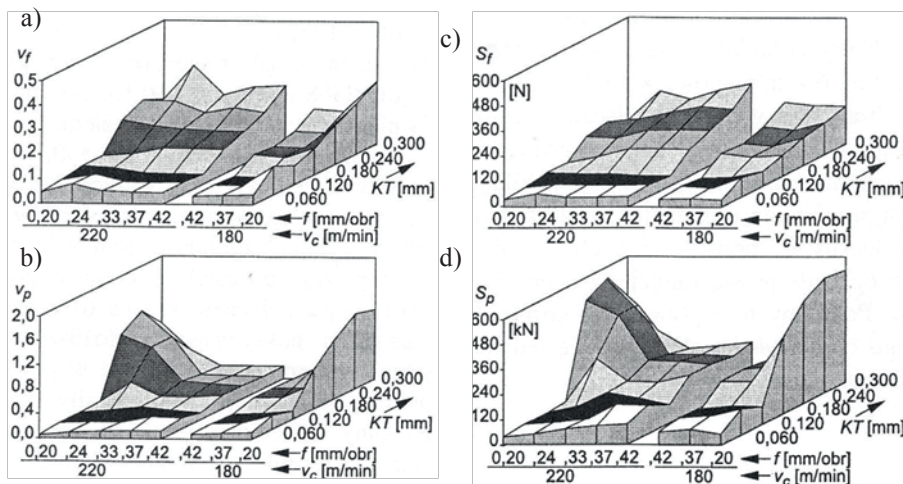 a)
v_f
0,5
0,4
0,3
0,2
0,1
0,0
0,300
0,240
0,180
0,120
0,060
KT [mm]
0,20 ,24 ,33 ,37 ,42 ,42 ,37 ,20 f [mm/obr]
220 180 v_c [m/min]
c)
S_f
[N]
600
480
360
240
120
0
0,300
0,240
0,180
0,120
0,060
KT [mm]
0,20 ,24 ,33 ,37 ,42 ,42 ,37 ,20 f [mm/obr]
220 180 v_c [m/min]
b)
v_p
2,0
1,6
1,2
0,8
0,4
0,0
0,300
0,240
0,180
0,120
0,060
KT [mm]
0,20 ,24 ,33 ,37 ,42 ,42 ,37 ,20 f [mm/obr]
220 180 v_c [m/min]
d)
S_p
[kN]
600
480
360
240
120
0
0,300
0,240
0,180
0,120
0,060
KT [mm]
0,20 ,24 ,33 ,37 ,42 ,42 ,37 ,20 f [mm/obr]
220 180 v_c [m/min]